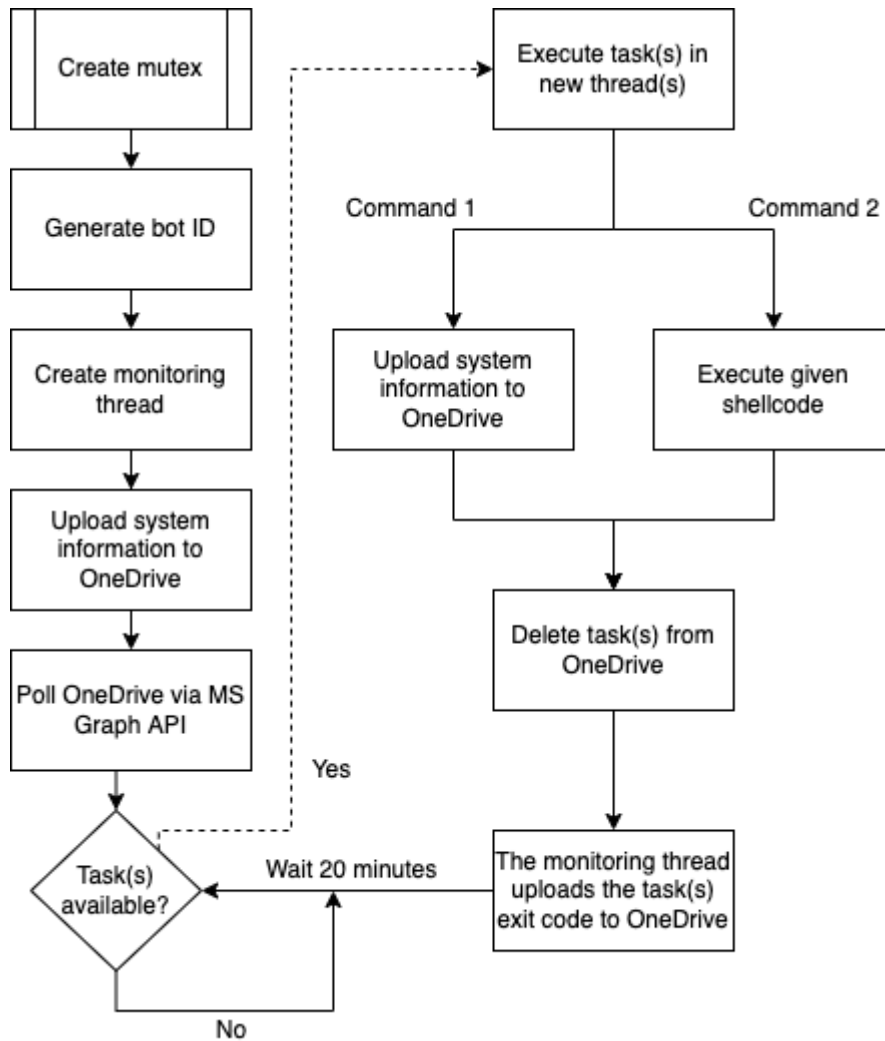 Create mutex
Generate bot ID
Create monitoring
thread
Upload system
information to
OneDrive
Poll OneDrive via MS
Graph API
Task(s)
available?
No
Yes
Wait 20 minutes
Execute task(s) in
new thread(s)
Command 1
Command 2
Upload system
information to
OneDrive
Execute given
shellcode
Delete task(s) from
OneDrive
The monitoring thread
uploads the task(s)
exit code to OneDrive